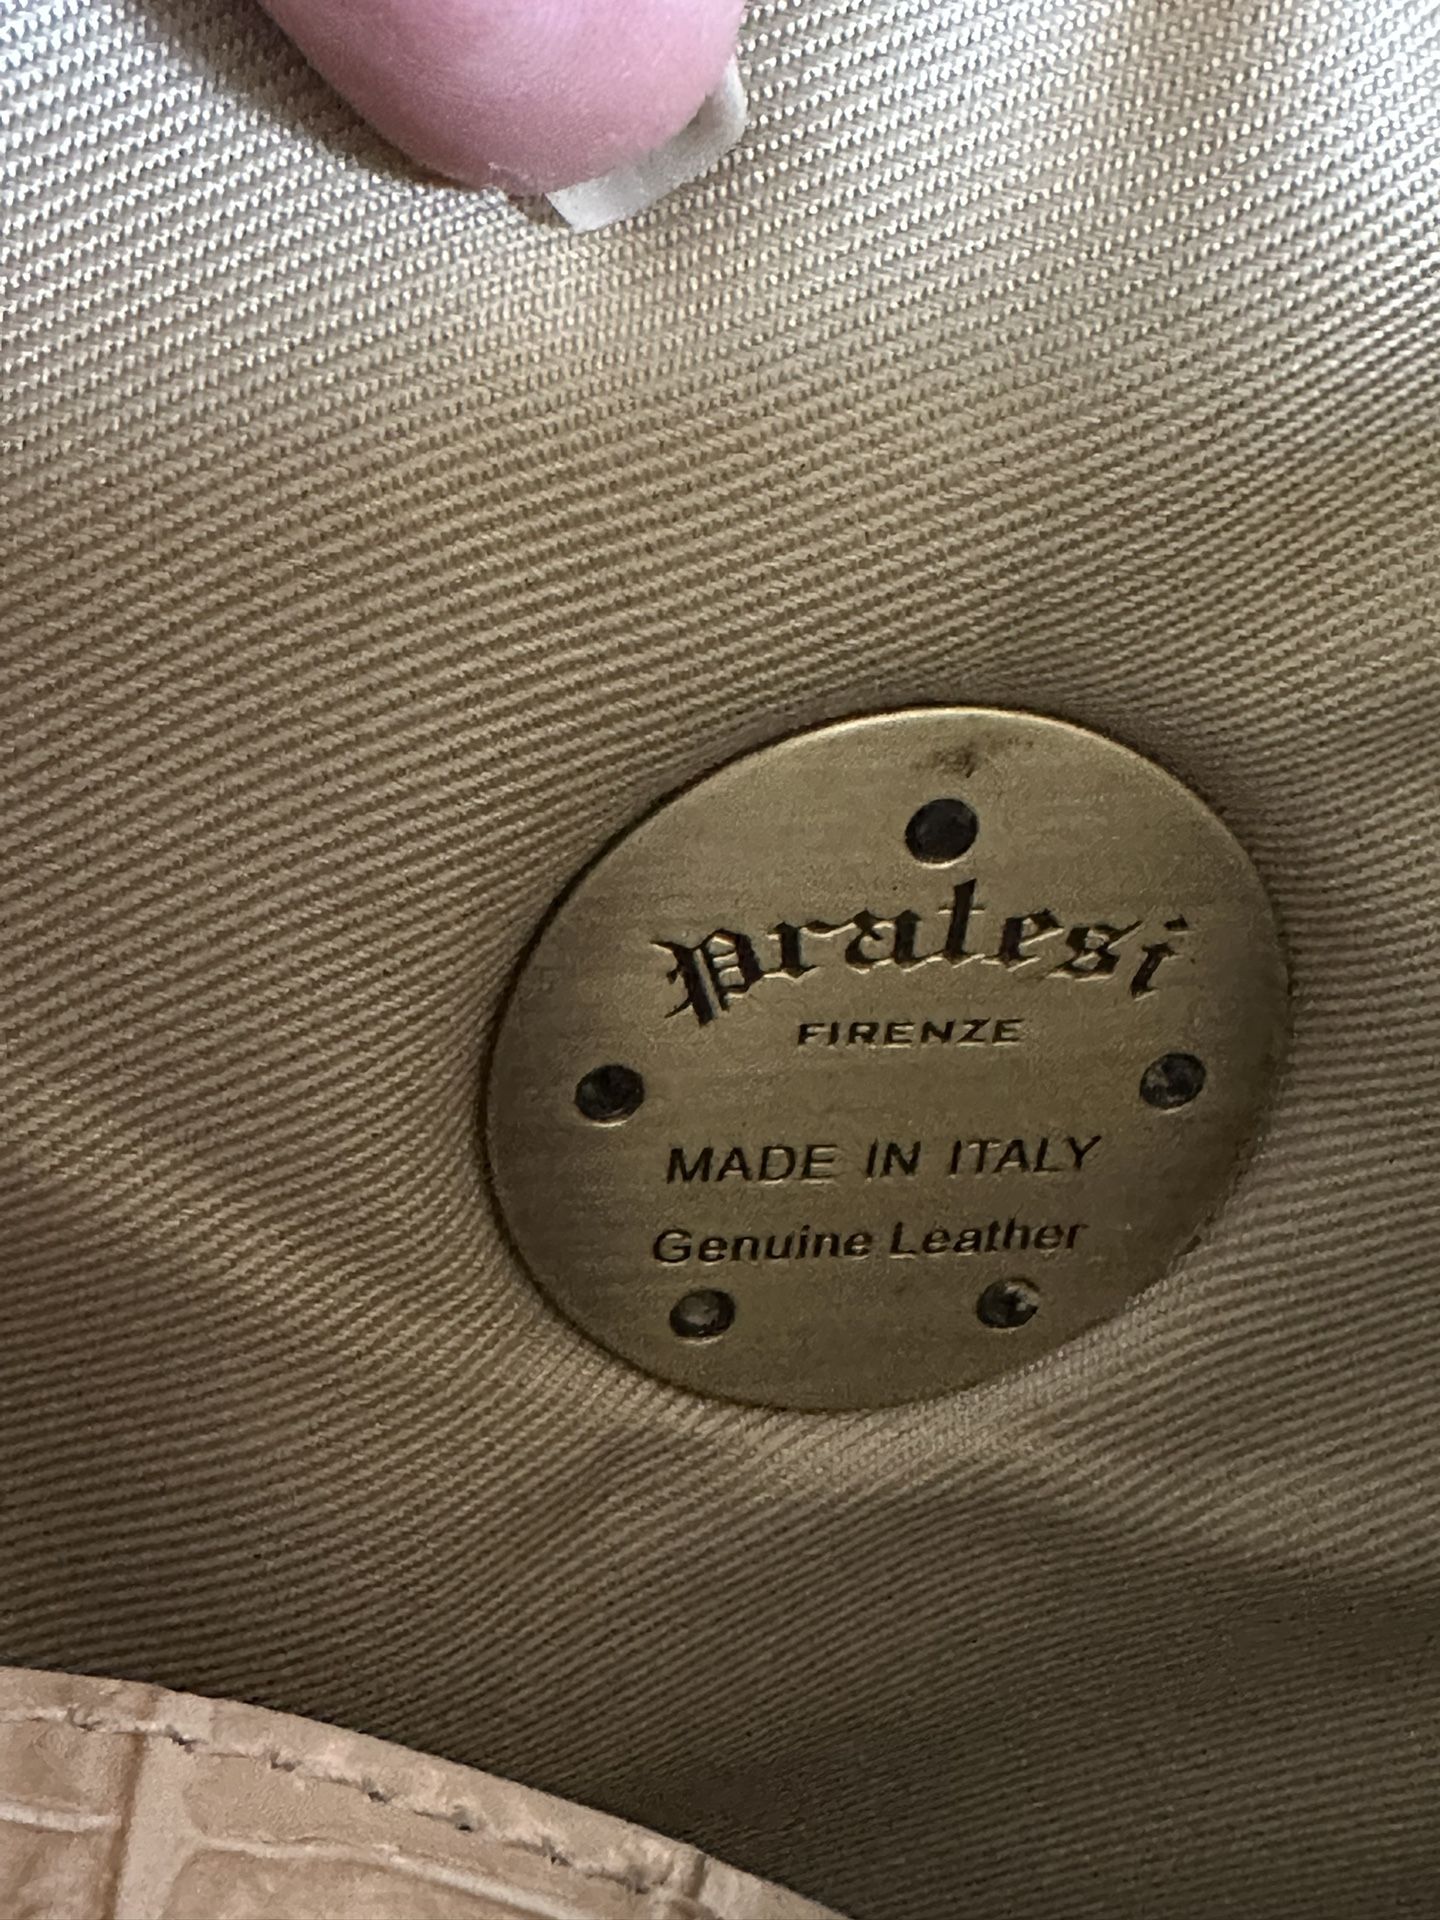 pratesi
FIRENZE
MADE IN ITALY
Genuine Leather